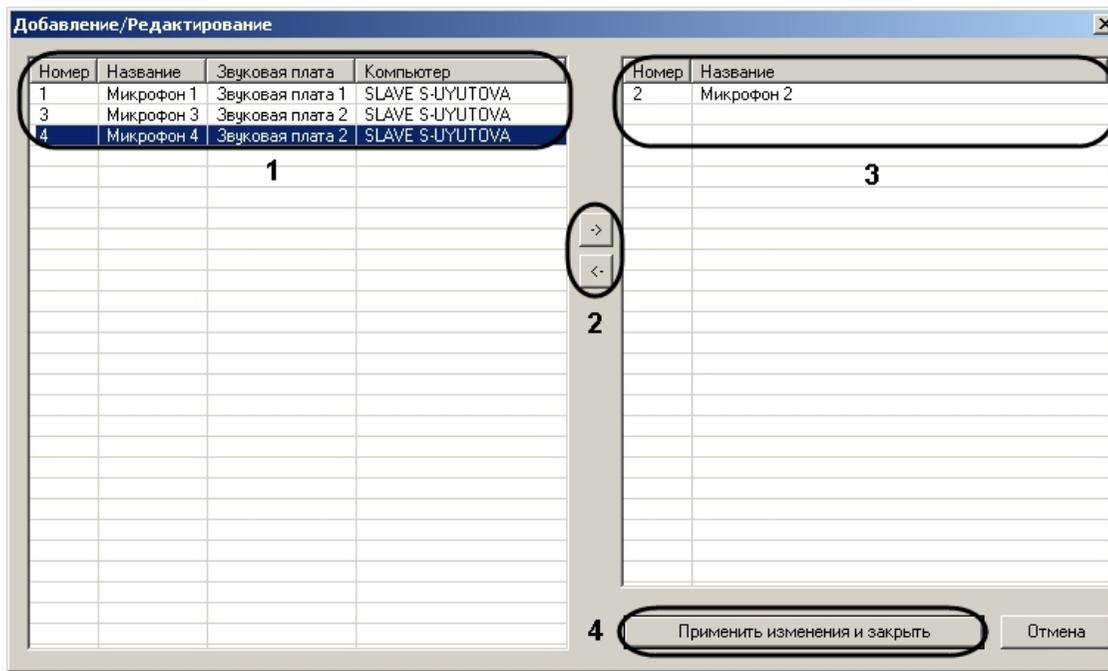 Добавление/Редактирование
Номер Название Звуковая плата Компьютер
1 Микрофон 1 Звуковая плата 1 SLAVE S-UYUTOVA
3 Микрофон 3 Звуковая плата 2 SLAVE S-UYUTOVA
4 Микрофон 4 Звуковая плата 2 SLAVE S-UYUTOVA
1
->
<-
2
Номер Название
2 Микрофон 2
3
4 Применить изменения и закрыть Отмена